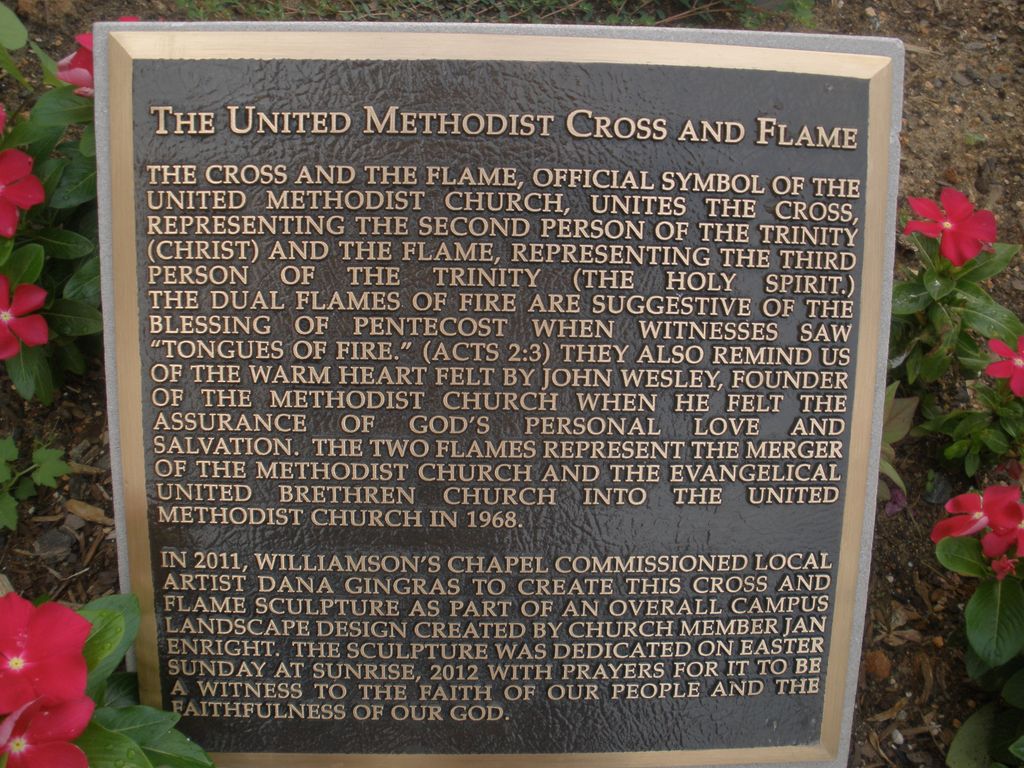 THE UNITED METHODIST CROSS AND FLAME
THE CROSS AND THE FLAME, OFFICIAL SYMBOL OF THE
UNITED METHODIST CHURCH, UNITES THE CROSS,
REPRESENTING THE SECOND PERSON OF THE TRINITY
(CHRIST) AND THE FLAME, REPRESENTING THE THIRD
PERSON OF THE TRINITY (THE HOLY SPIRIT.)
THE DUAL FLAMES OF FIRE ARE SUGGESTIVE OF THE
BLESSING OF PENTECOST WHEN WITNESSES SAW
"TONGUES OF FIRE." (ACTS 2:3) THEY ALSO REMIND US
OF THE WARM HEART FELT BY JOHN WESLEY, FOUNDER
OF THE METHODIST CHURCH WHEN HE FELT THE
ASSURANCE OF GOD'S PERSONAL LOVE AND
SALVATION. THE TWO FLAMES REPRESENT THE MERGER
OF THE METHODIST CHURCH AND THE EVANGELICAL
UNITED BRETHREN CHURCH INTO THE UNITED
METHODIST CHURCH IN 1968.
IN 2011, WILLIAMSON'S CHAPEL COMMISSIONED LOCAL
ARTIST DANA GINGRAS TO CREATE THIS CROSS AND
FLAME SCULPTURE AS PART OF AN OVERALL CAMPUS
LANDSCAPE DESIGN CREATED BY CHURCH MEMBER JAN
ENRIGHT. THE SCULPTURE WAS DEDICATED ON EASTER
SUNDAY AT SUNRISE, 2012 WITH PRAYERS FOR IT TO BE
A WITNESS TO THE FAITH OF OUR PEOPLE AND THE
FAITHFULNESS OF OUR GOD.